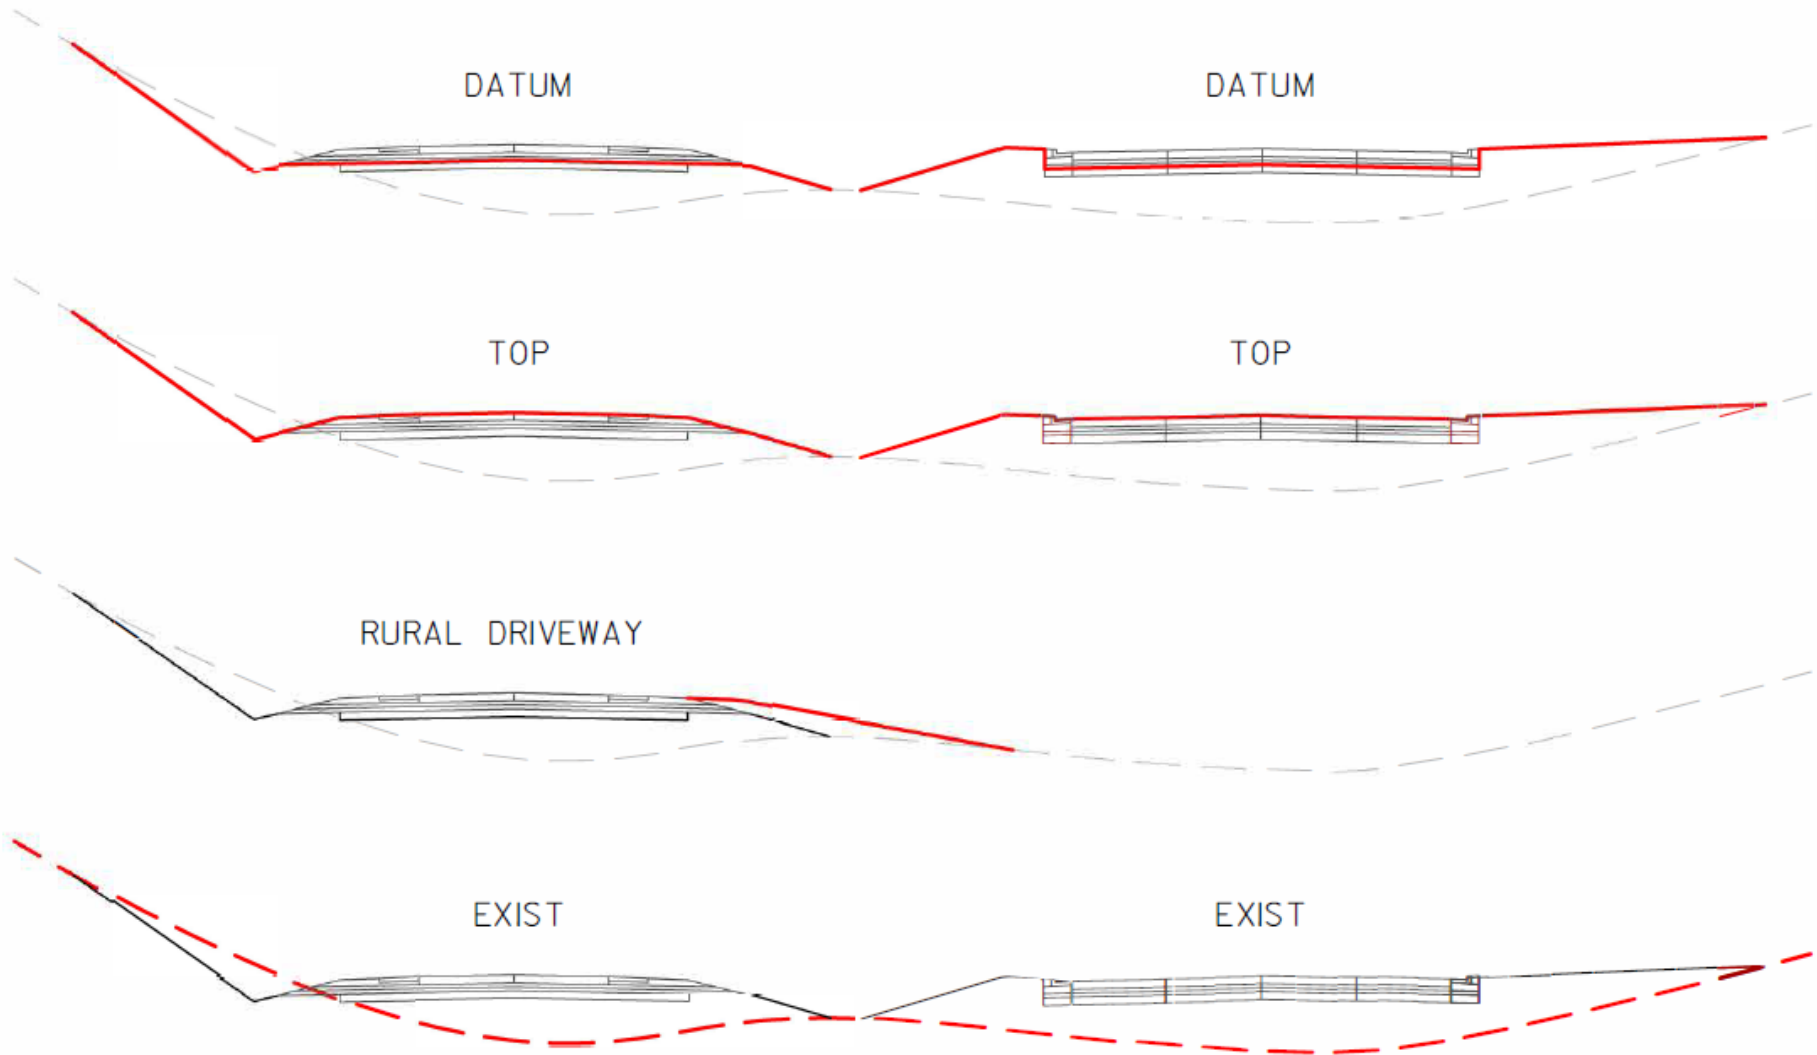 DATUM
DATUM
TOP
TOP
RURAL DRIVEWAY
EXIST
EXIST